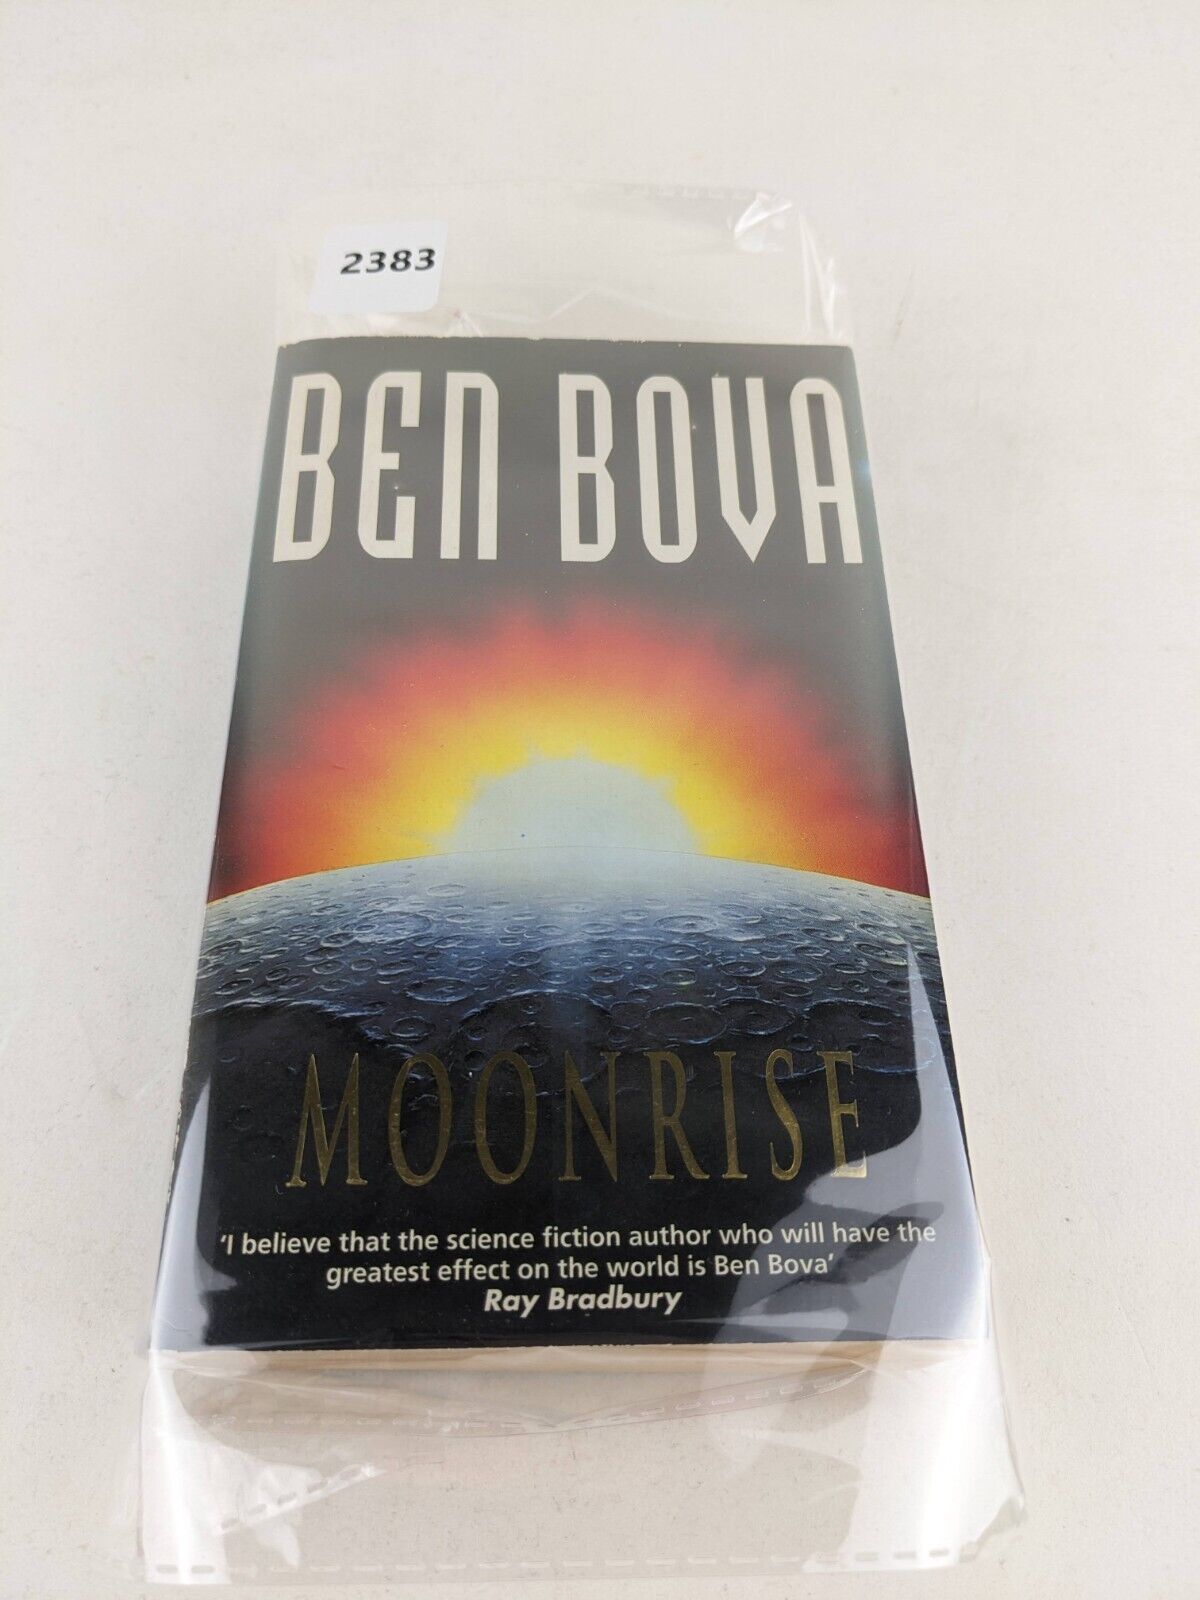 2383
BEN BOVA
MOONRISE
'I believe that the science fiction author who will have the
greatest effect on the world is Ben Bova'
Ray Bradbury